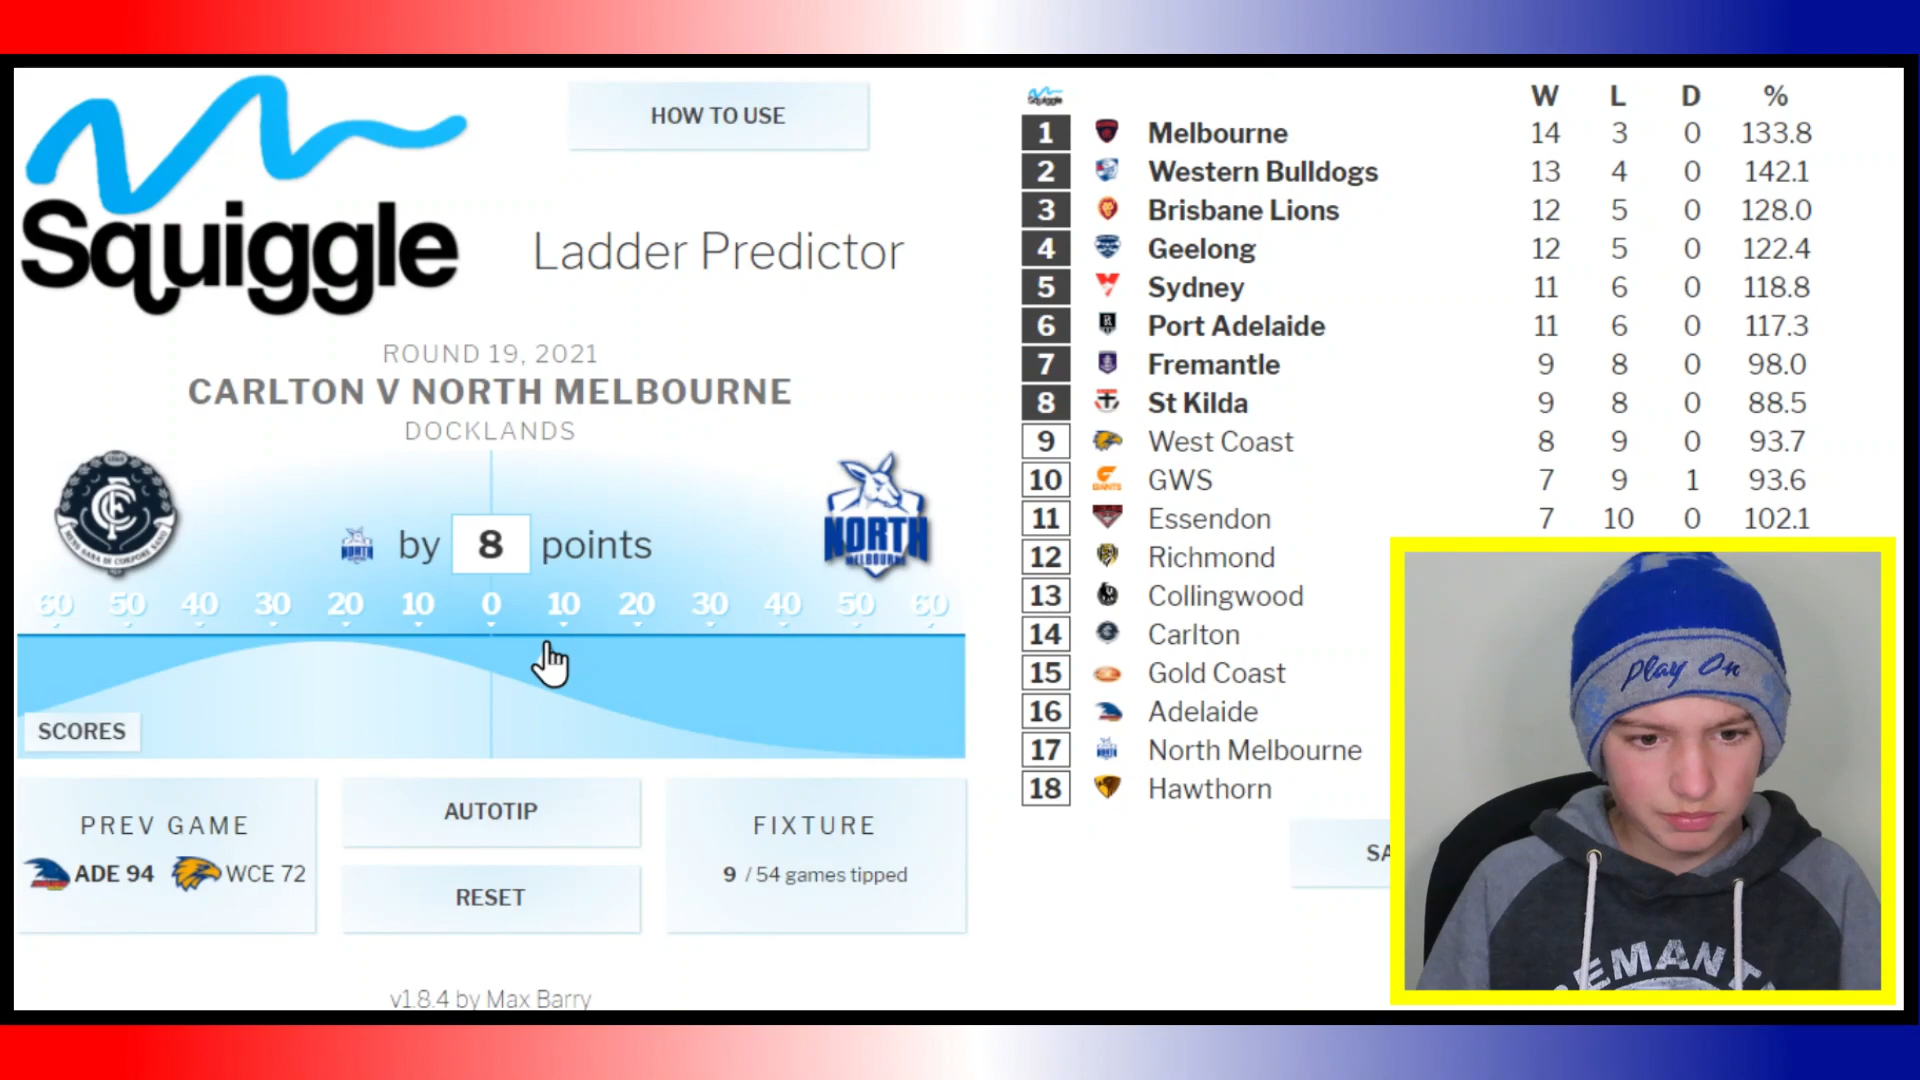 Squiggle
HOW TO USE
Ladder Predictor
ROUND 19, 2021
CARLTON V NORTH MELBOURNE
DOCKLANDS
NORTH
MELBOURNE
by 8 points
60 50 40 30 20 10 0 10 20 30 40 50 60
SCORES
PREV GAME
ADE 94 WCE 72
AUTOTIP
RESET
FIXTURE
9 / 54 games tipped
v1.8.4 by Max Barry
Squiggle W L D %
1 Melbourne 14 3 0 133.8
2 Western Bulldogs 13 4 0 142.1
3 Brisbane Lions 12 5 0 128.0
4 Geelong 12 5 0 122.4
5 Sydney 11 6 0 118.8
6 Port Adelaide 11 6 0 117.3
7 Fremantle 9 8 0 98.0
8 St Kilda 9 8 0 88.5
9 West Coast 8 9 0 93.7
10 GWS 7 9 1 93.6
11 Essendon 7 10 0 102.1
12 Richmond
13 Collingwood
14 Carlton
15 Gold Coast
16 Adelaide
17 North Melbourne
18 Hawthorn
SA
Play On
EMANT